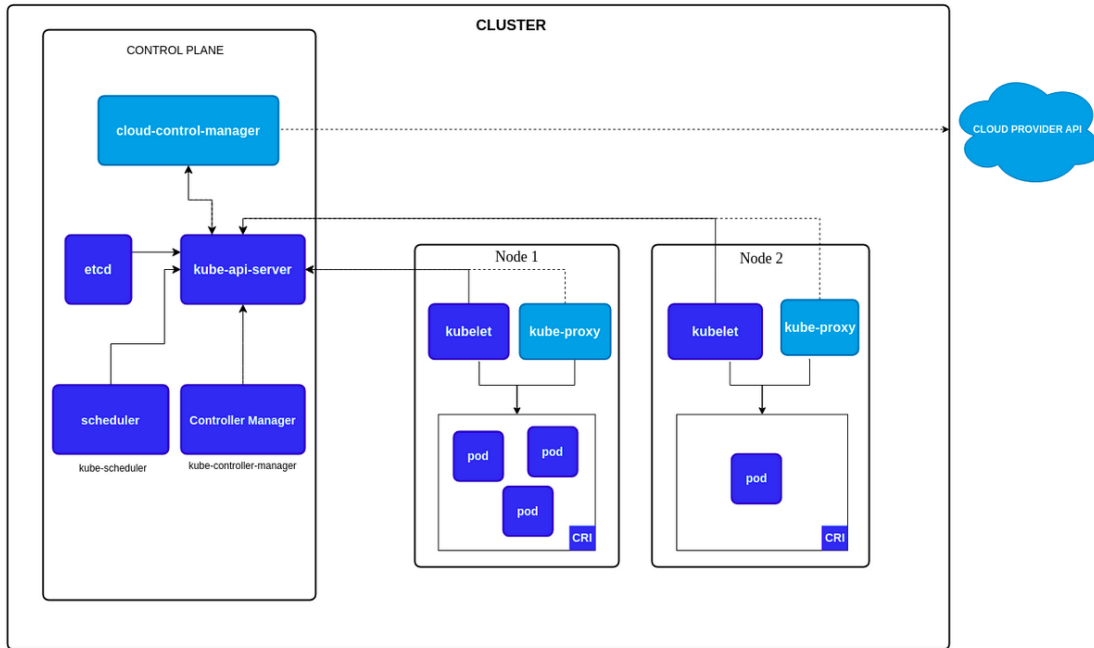 CLUSTER
CONTROL PLANE
cloud-control-manager
CLOUD PROVIDER API
etcd
kube-api-server
scheduler
kube-scheduler
Controller Manager
kube-controller-manager
Node 1
kubelet
kube-proxy
pod
pod
pod
CRI
Node 2
kubelet
kube-proxy
pod
CRI